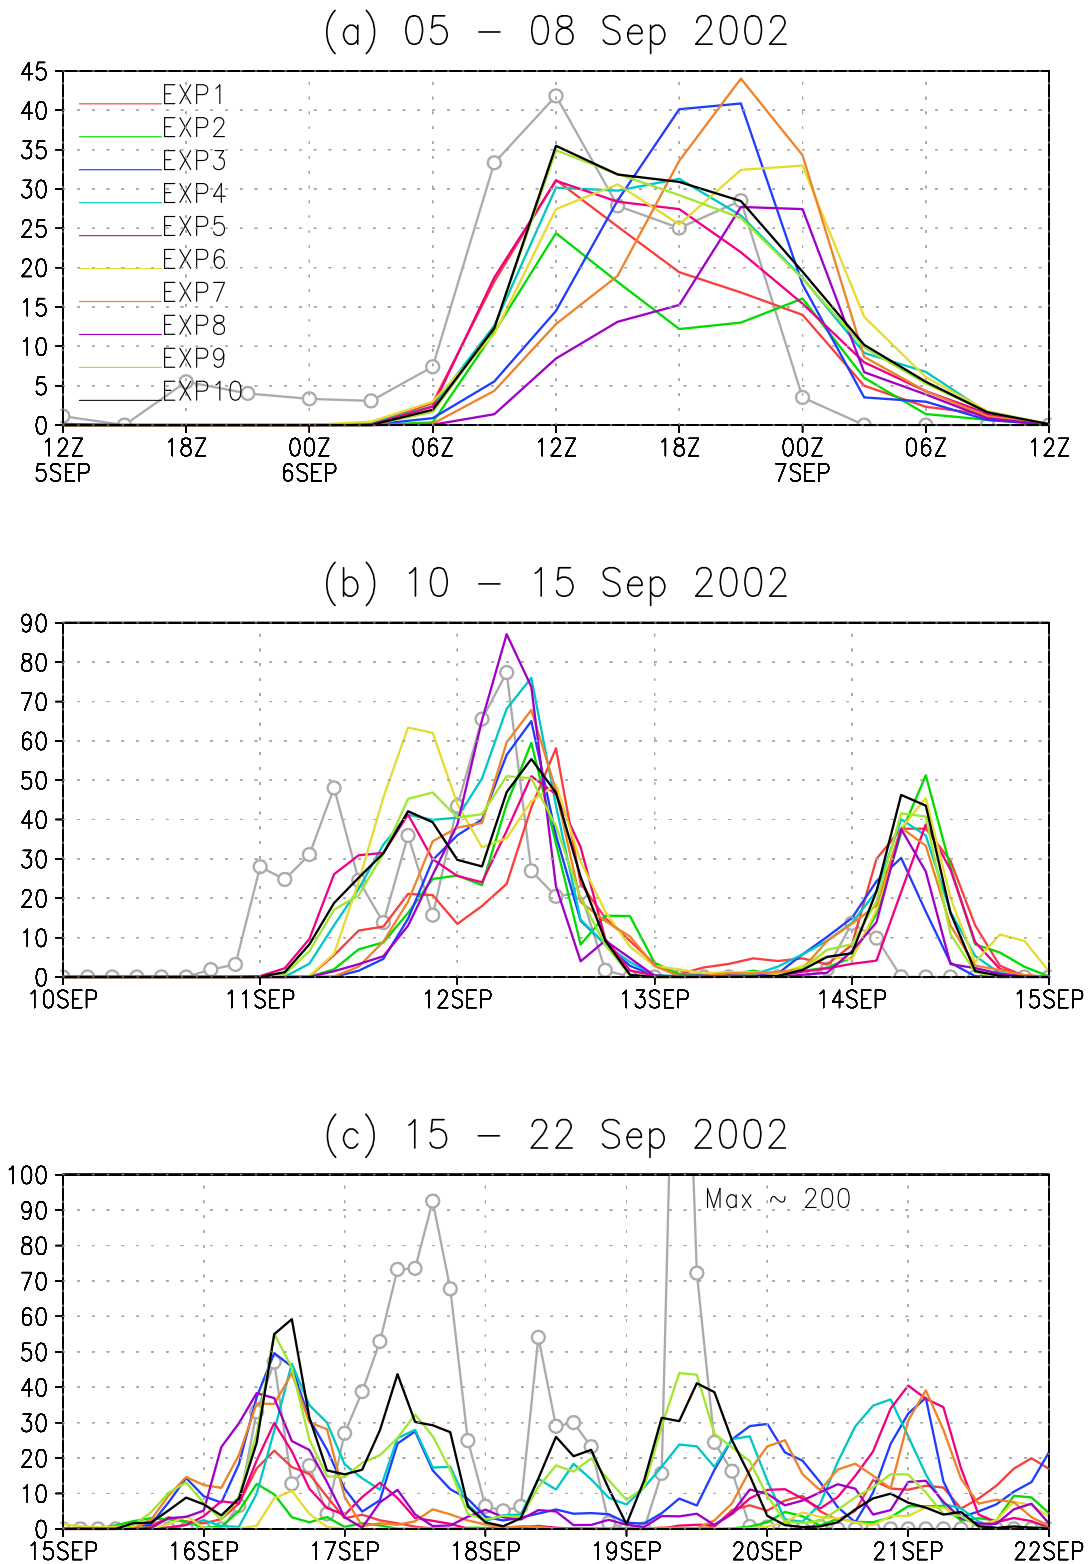 (a) 05 – 08 Sep 2002
45
40
35
30
25
20
15
10
5
0
EXP1
EXP2
EXP3
EXP4
EXP5
EXP6
EXP7
EXP8
EXP9
EXP10
12Z 18Z 00Z 06Z 12Z 18Z 00Z 06Z 12Z
5SEP 6SEP 7SEP
(b) 10 – 15 Sep 2002
90
80
70
60
50
40
30
20
10
0
10SEP 11SEP 12SEP 13SEP 14SEP 15SEP
(c) 15 – 22 Sep 2002
100
90
80
70
60
50
40
30
20
10
0
Max ~ 200
15SEP 16SEP 17SEP 18SEP 19SEP 20SEP 21SEP 22SEP